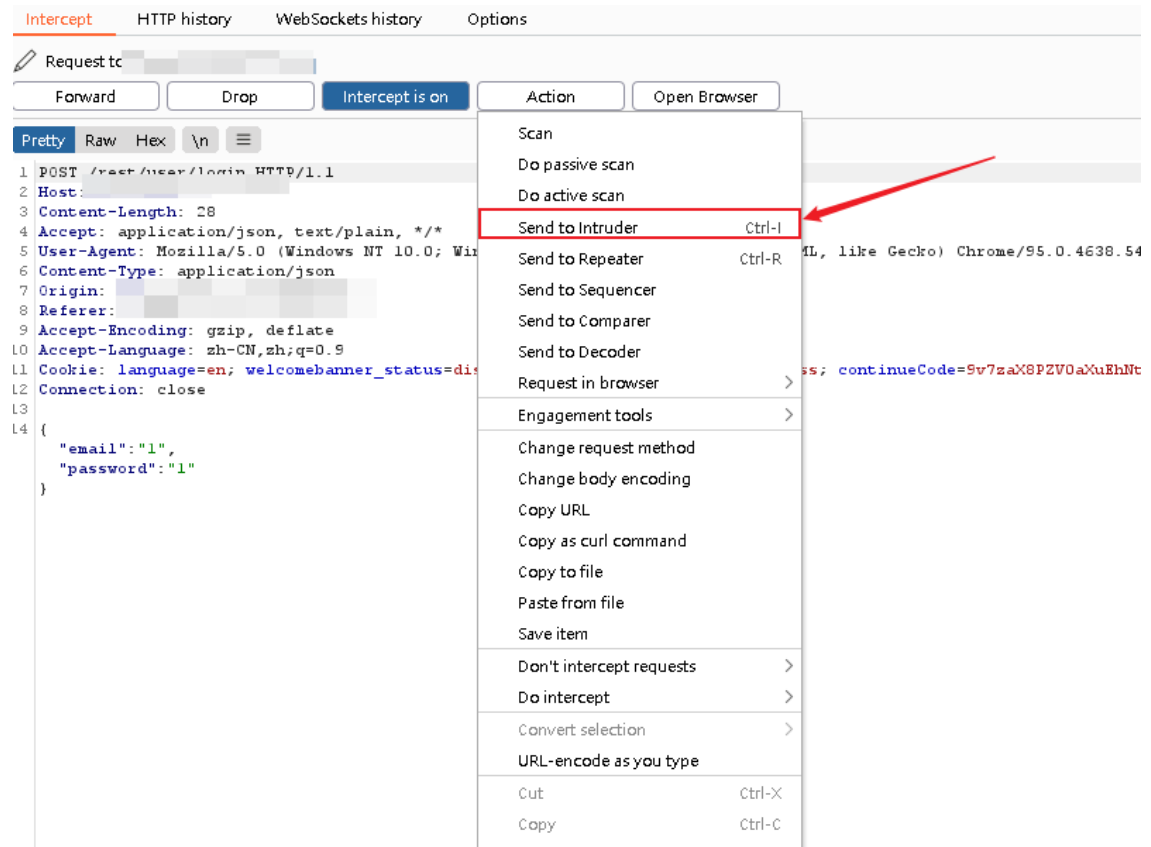 Intercept HTTP history WebSockets history Options
Request to
Forward Drop Intercept is on Action Open Browser
Pretty Raw Hex \n
Scan
Do passive scan
Do active scan
Send to Intruder Ctrl-I
Send to Repeater Ctrl-R
Send to Sequencer
Send to Comparer
Send to Decoder
Request in browser
Engagement tools
Change request method
Change body encoding
Copy URL
Copy as curl command
Copy to file
Paste from file
Save item
Don't intercept requests
Do intercept
Convert selection
URL-encode as you type
Cut Ctrl-X
Copy Ctrl-C
1 POST /rest/user/login HTTP/1.1
2 Host:
3 Content-Length: 28
4 Accept: application/json, text/plain, */*
5 User-Agent: Mozilla/5.0 (Windows NT 10.0; Win ML, like Gecko) Chrome/95.0.4638.54
6 Content-Type: application/json
7 Origin:
8 Referer:
9 Accept-Encoding: gzip, deflate
10 Accept-Language: zh-CN,zh;q=0.9
11 Cookie: language=en; welcomebanner_status=dis ss; continueCode=9v7zaX8PZVOaXuEhNt
12 Connection: close
13
14 {
"email":"1",
"password":"1"
}